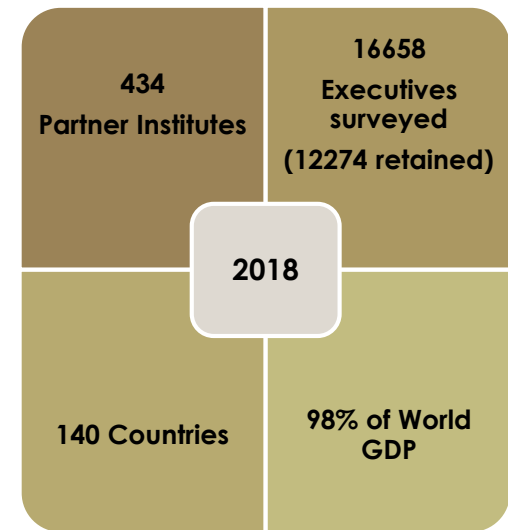 434
Partner Institutes
16658
Executives
surveyed
(12274 retained)
2018
140 Countries
98% of World
GDP